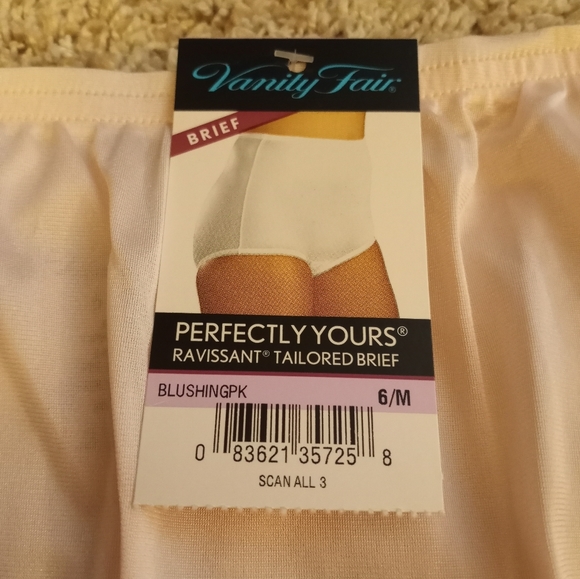 Vanity Fair®
BRIEF
PERFECTLY YOURS®
RAVISSANT® TAILORED BRIEF
BLUSHINGPK 6/M
0 83621 35725 8
SCAN ALL 3